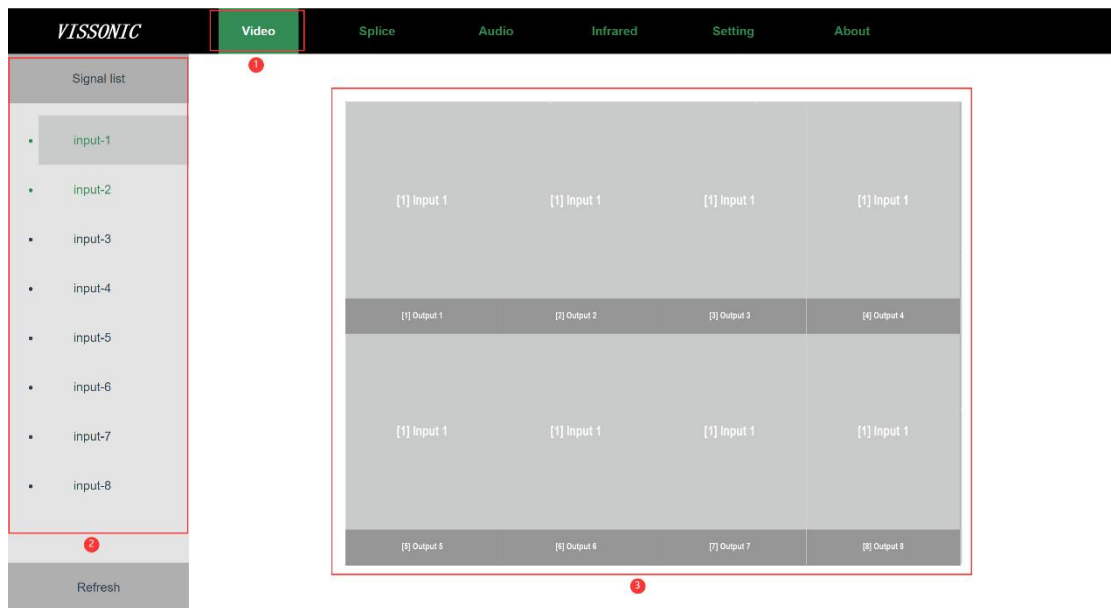 VISSONIC Video Splice Audio Infrared Setting About
1
Signal list
input-1
input-2
input-3
input-4
input-5
input-6
input-7
input-8
2
Refresh
[1] Input 1 [1] Input 1 [1] Input 1 [1] Input 1
[1] Output 1 [2] Output 2 [3] Output 3 [4] Output 4
[1] Input 1 [1] Input 1 [1] Input 1 [1] Input 1
[5] Output 5 [6] Output 6 [7] Output 7 [8] Output 8
3